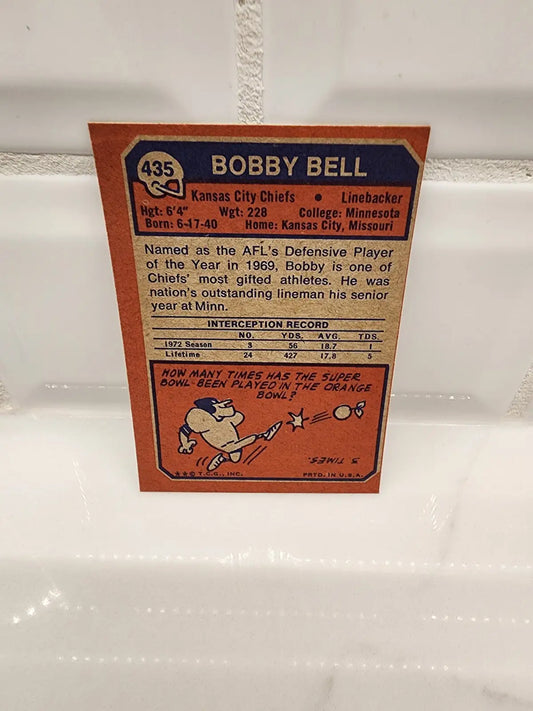 435 BOBBY BELL
Kansas City Chiefs • Linebacker
Hgt: 6'4" Wgt: 228 College: Minnesota
Born: 6-17-40 Home: Kansas City, Missouri
Named as the AFL's Defensive Player
of the Year in 1969, Bobby is one of
Chiefs' most gifted athletes. He was
nation's outstanding lineman his senior
year at Minn.
INTERCEPTION RECORD
NO. YDS. AVG. TDS.
1972 Season 3 56 18.7 1
Lifetime 24 427 17.8 5
HOW MANY TIMES HAS THE SUPER
BOWL BEEN PLAYED IN THE ORANGE
BOWL?
3 TIMES.
★★ © T.C.G., INC. PRTD. IN U.S.A.